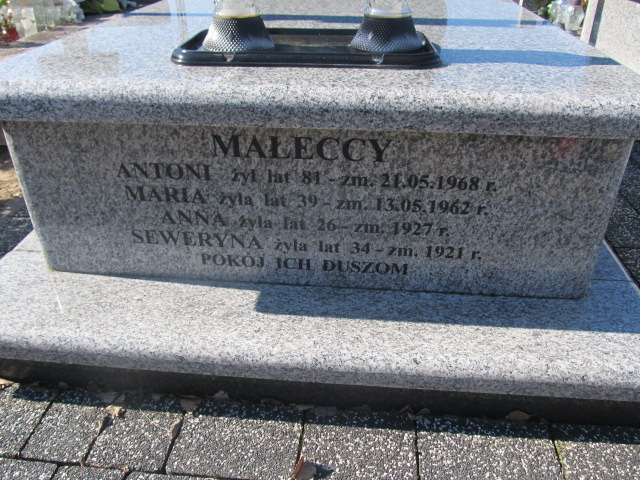 MAŁECCY
ANTONI żył lat 81 - zm. 21.05.1968 r.
MARIA żyła lat 39 - zm. 13.05.1962 r.
ANNA żyła lat 26 - zm. 1927 r.
SEWERYNA żyła lat 34 - zm. 1921 r.
POKÓJ ICH DUSZOM